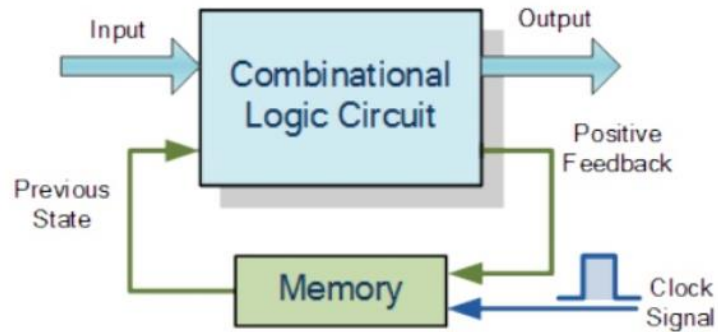 Input
Output
Combinational
Logic Circuit
Positive
Feedback
Previous
State
Memory
Clock
Signal